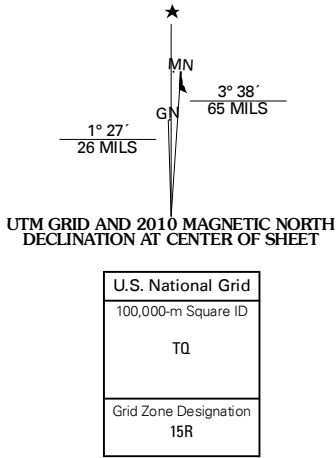 MN
3° 38´
65 MILS
GN
1° 27´
26 MILS
UTM GRID AND 2010 MAGNETIC NORTH
DECLINATION AT CENTER OF SHEET
U.S. National Grid
100,000-m Square ID
TQ
Grid Zone Designation
15R